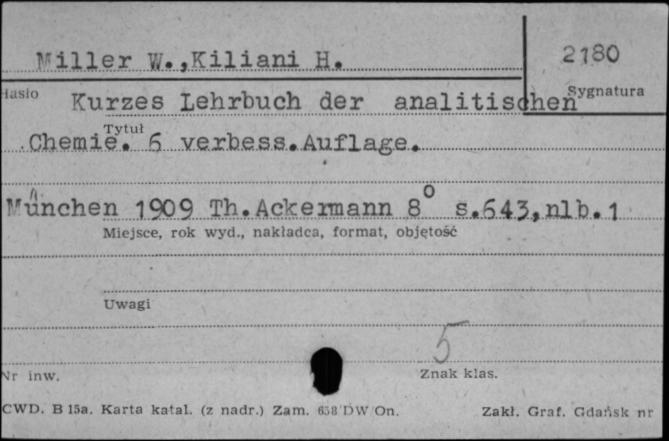 Miller W.,Kiliani H.
2180
Hasło
Sygnatura
Kurzes Lehrbuch der analitischen
Tytuł
Chemie. 6 verbess.Auflage.
München 1909 Th.Ackermann 8° s.643,nlb.1
Miejsce, rok wyd., nakładca, format, objętość
Uwagi
5
Nr inw.
Znak klas.
CWD. B 15a. Karta katal. (z nadr.) Zam. 658/DW/On.
Zakł. Graf. Gdańsk nr